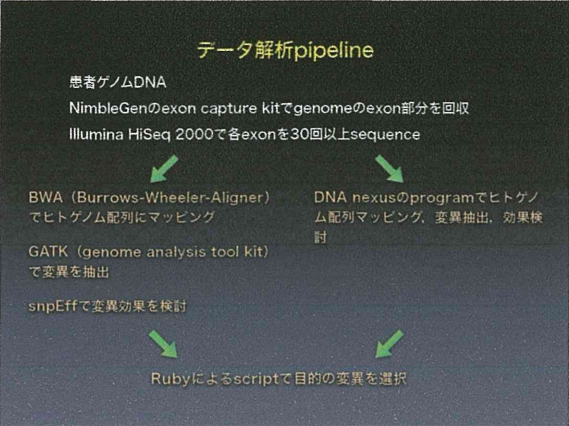 データ解析pipeline
患者ゲノムDNA
NimbleGenのexon capture kitでgenomeのexon部分を回収
Illumina HiSeq 2000で各exonを30回以上sequence
BWA（Burrows-Wheeler-Aligner）
でヒトゲノム配列にマッピング
GATK（genome analysis tool kit）
で変異を抽出
snpEffで変異効果を検討
DNA nexusのprogramでヒトゲノ
ム配列マッピング，変異抽出，効果検
討
Rubyによるscriptで目的の変異を選択